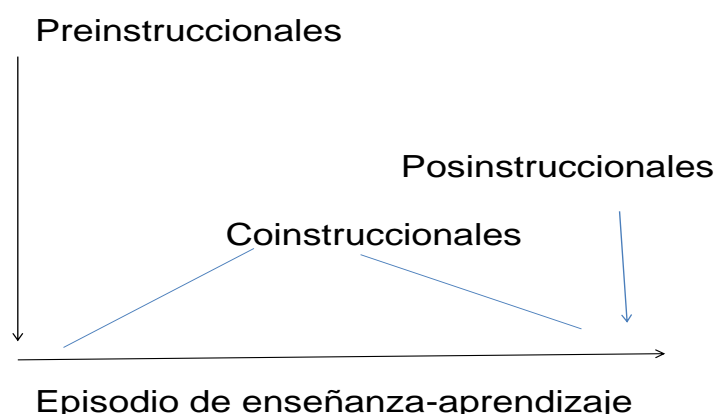 Preinstruccionales
Posinstruccionales
Coinstruccionales
Episodio de enseñanza-aprendizaje